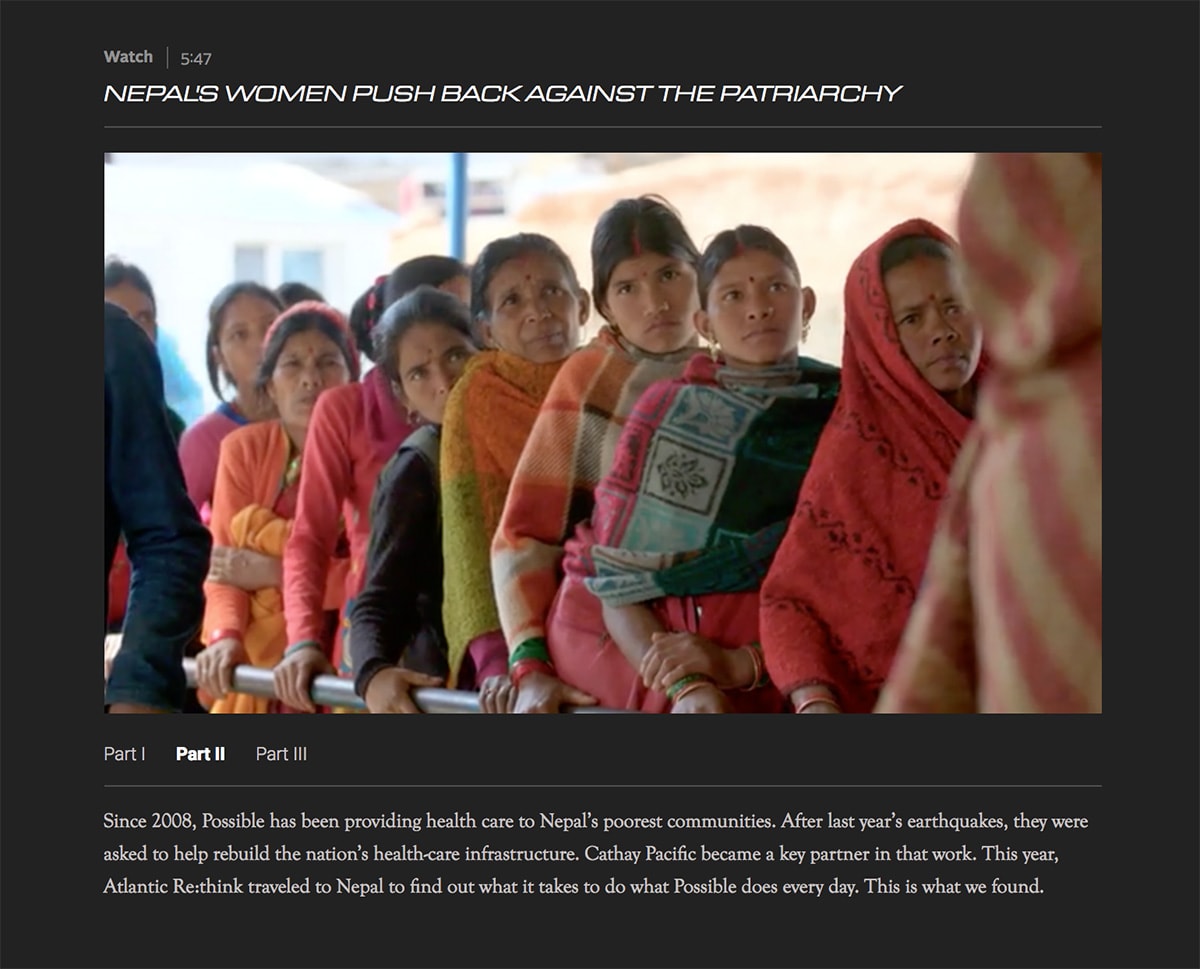 Watch | 5:47
NEPAL'S WOMEN PUSH BACK AGAINST THE PATRIARCHY
Part I Part II Part III
Since 2008, Possible has been providing health care to Nepal’s poorest communities. After last year’s earthquakes, they were
asked to help rebuild the nation’s health-care infrastructure. Cathay Pacific became a key partner in that work. This year,
Atlantic Re:think traveled to Nepal to find out what it takes to do what Possible does every day. This is what we found.